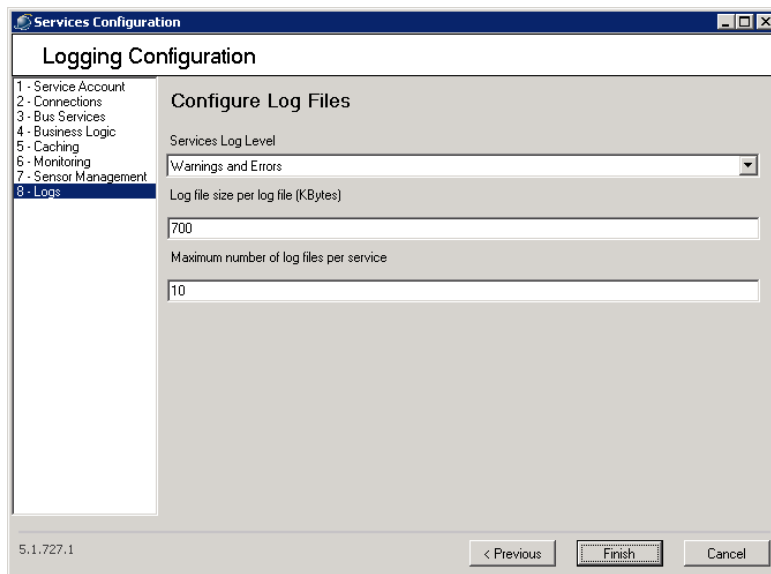 Services Configuration
Logging Configuration
1 - Service Account
2 - Connections
3 - Bus Services
4 - Business Logic
5 - Caching
6 - Monitoring
7 - Sensor Management
8 - Logs
Configure Log Files
Services Log Level
Warnings and Errors
Log file size per log file (KBytes)
700
Maximum number of log files per service
10
5.1.727.1
< Previous
Finish
Cancel